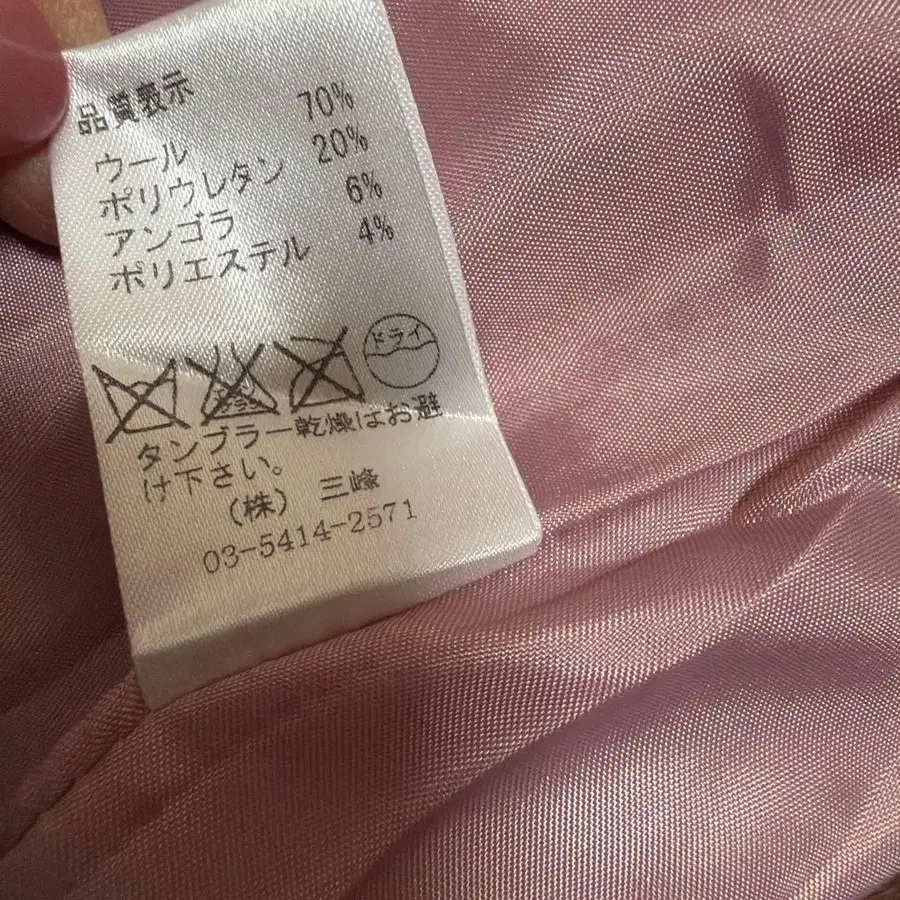 品質表示
ウール 70%
ポリウレタン 20%
アンゴラ 6%
ポリエステル 4%
ドライ
タンブラー乾燥はお避
け下さい。
(株) 三峰
03-5414-2571